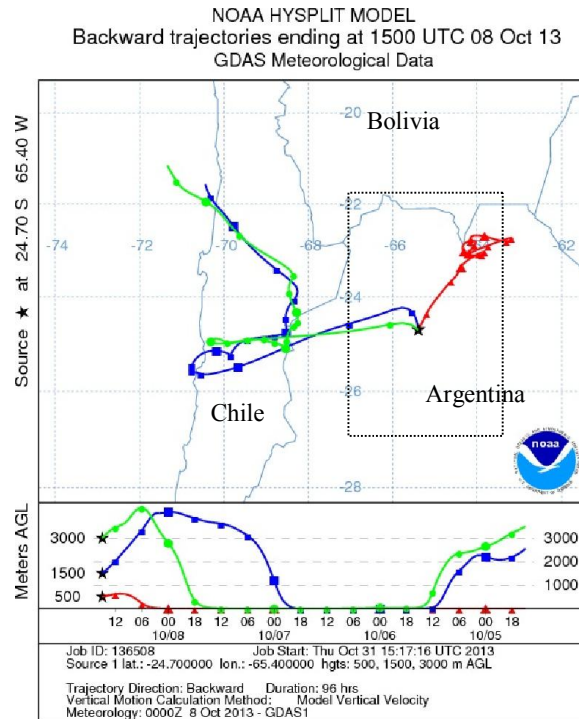 NOAA HYSPLIT MODEL
Backward trajectories ending at 1500 UTC 08 Oct 13
GDAS Meteorological Data
Source ★ at 24.70 S 65.40 W
-20
Bolivia
-22
-74 -72 -70 -68 -66 -64 -62
-24
-26
Argentina
Chile
noaa
-28
Meters AGL
3000 3000
1500 2000
500 1000
12 06 00 18 12 06 00 18 12 06 00 18 12 06 00 18
10/08 10/07 10/06 10/05
Job ID: 136508 Job Start: Thu Oct 31 15:17:16 UTC 2013
Source 1 lat.: -24.700000 lon.: -65.400000 hgts: 500, 1500, 3000 m AGL
Trajectory Direction: Backward Duration: 96 hrs
Vertical Motion Calculation Method: Model Vertical Velocity
Meteorology: 0000Z 8 Oct 2013 - GDAS1